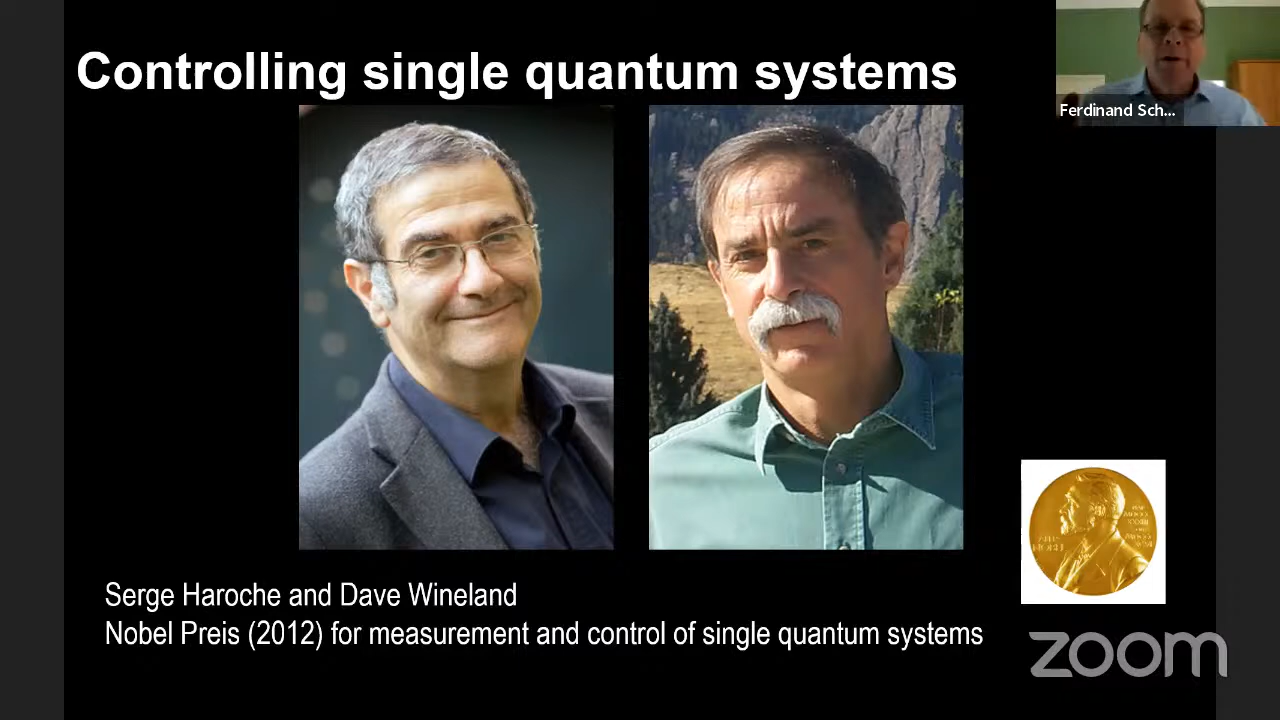 Controlling single quantum systems
Ferdinand Sch...
Serge Haroche and Dave Wineland
Nobel Preis (2012) for measurement and control of single quantum systems
zoom